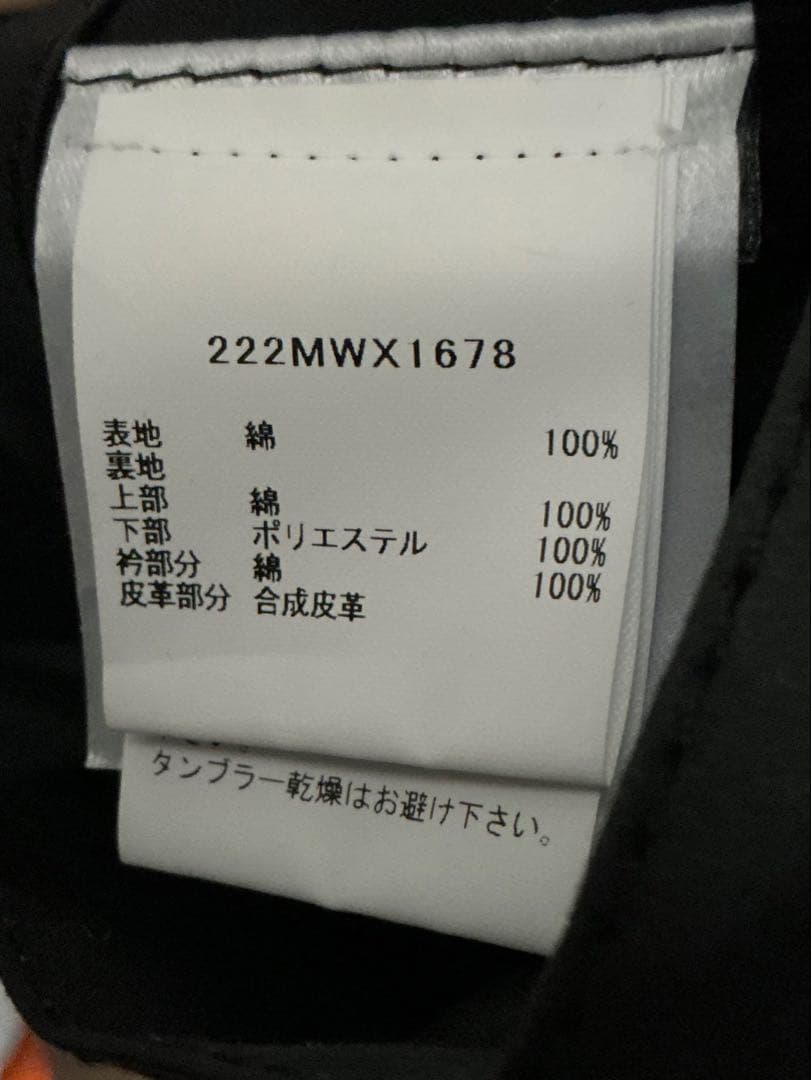 222MWX1678
表地 綿 100%
裏地
上部 綿 100%
下部 ポリエステル 100%
衿部分 綿 100%
皮革部分 合成皮革
タンブラー乾燥はお避け下さい。